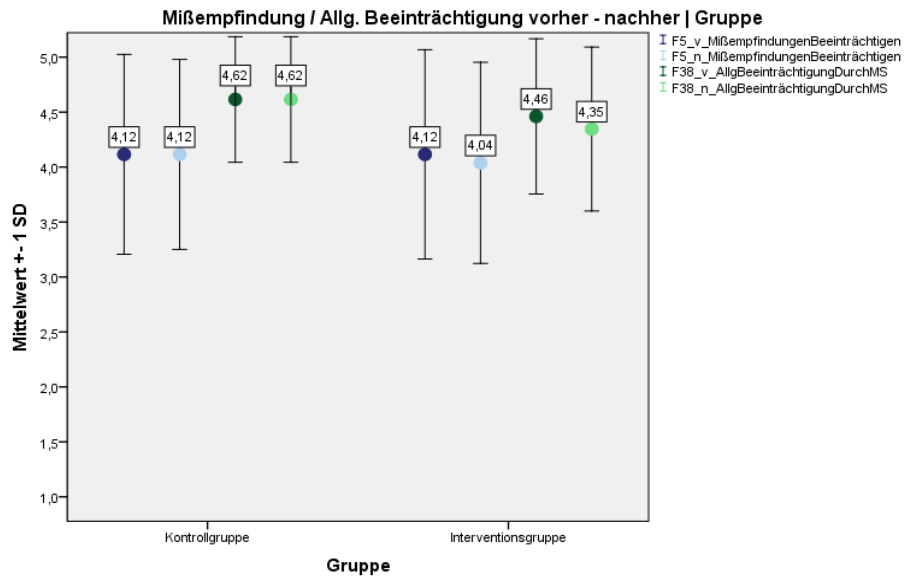 Mißempfindung / Allg. Beeinträchtigung vorher - nachher | Gruppe
F5_v_MißempfindungenBeeinträchtigen
F5_n_MißempfindungenBeeinträchtigen
F38_v_AllgBeeinträchtigungDurchMS
F38_n_AllgBeeinträchtigungDurchMS
Mittelwert +- 1 SD
5,0
4,5
4,0
3,5
3,0
2,5
2,0
1,5
1,0
4,12
4,12
4,62
4,62
4,12
4,04
4,46
4,35
Kontrollgruppe
Interventionsgruppe
Gruppe